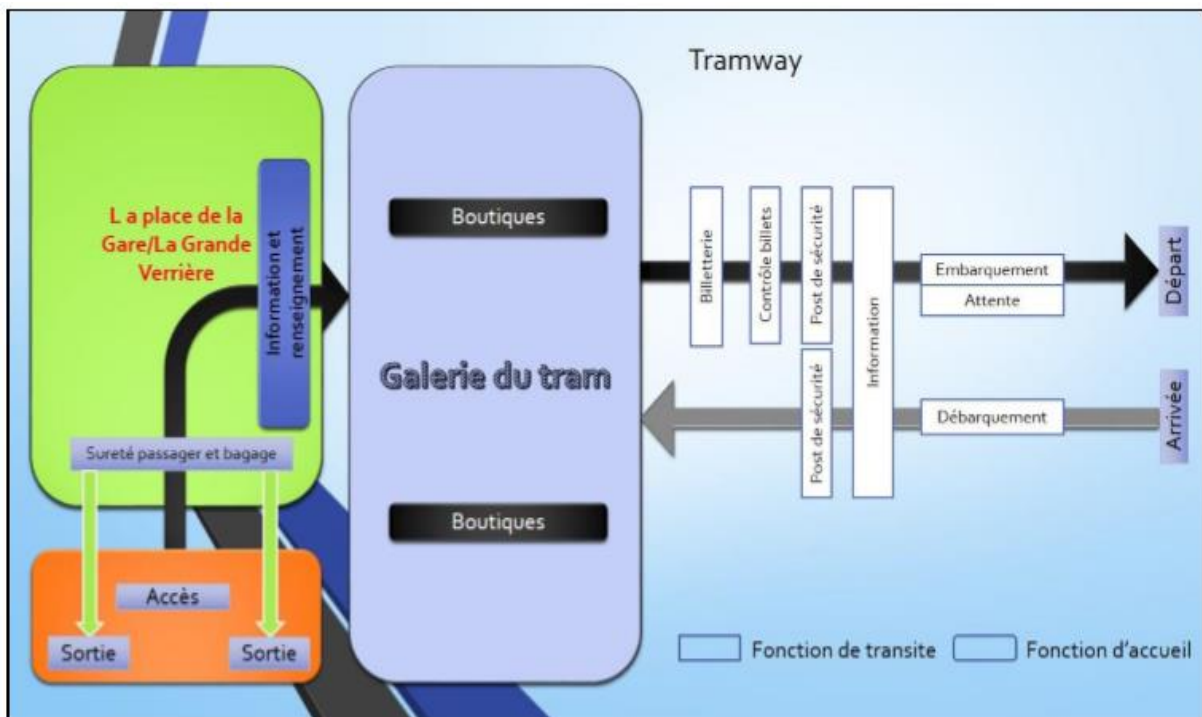 Tramway
L a place de la
Gare/La Grande
Verrière
Information et
renseignement
Sureté passager et bagage
Accès
Sortie
Sortie
Boutiques
Galerie du tram
Boutiques
Billetterie
Contrôle billets
Post de sécurité
Post de sécurité
Information
Embarquement
Attente
Débarquement
Départ
Arrivée
Fonction de transite
Fonction d'accueil